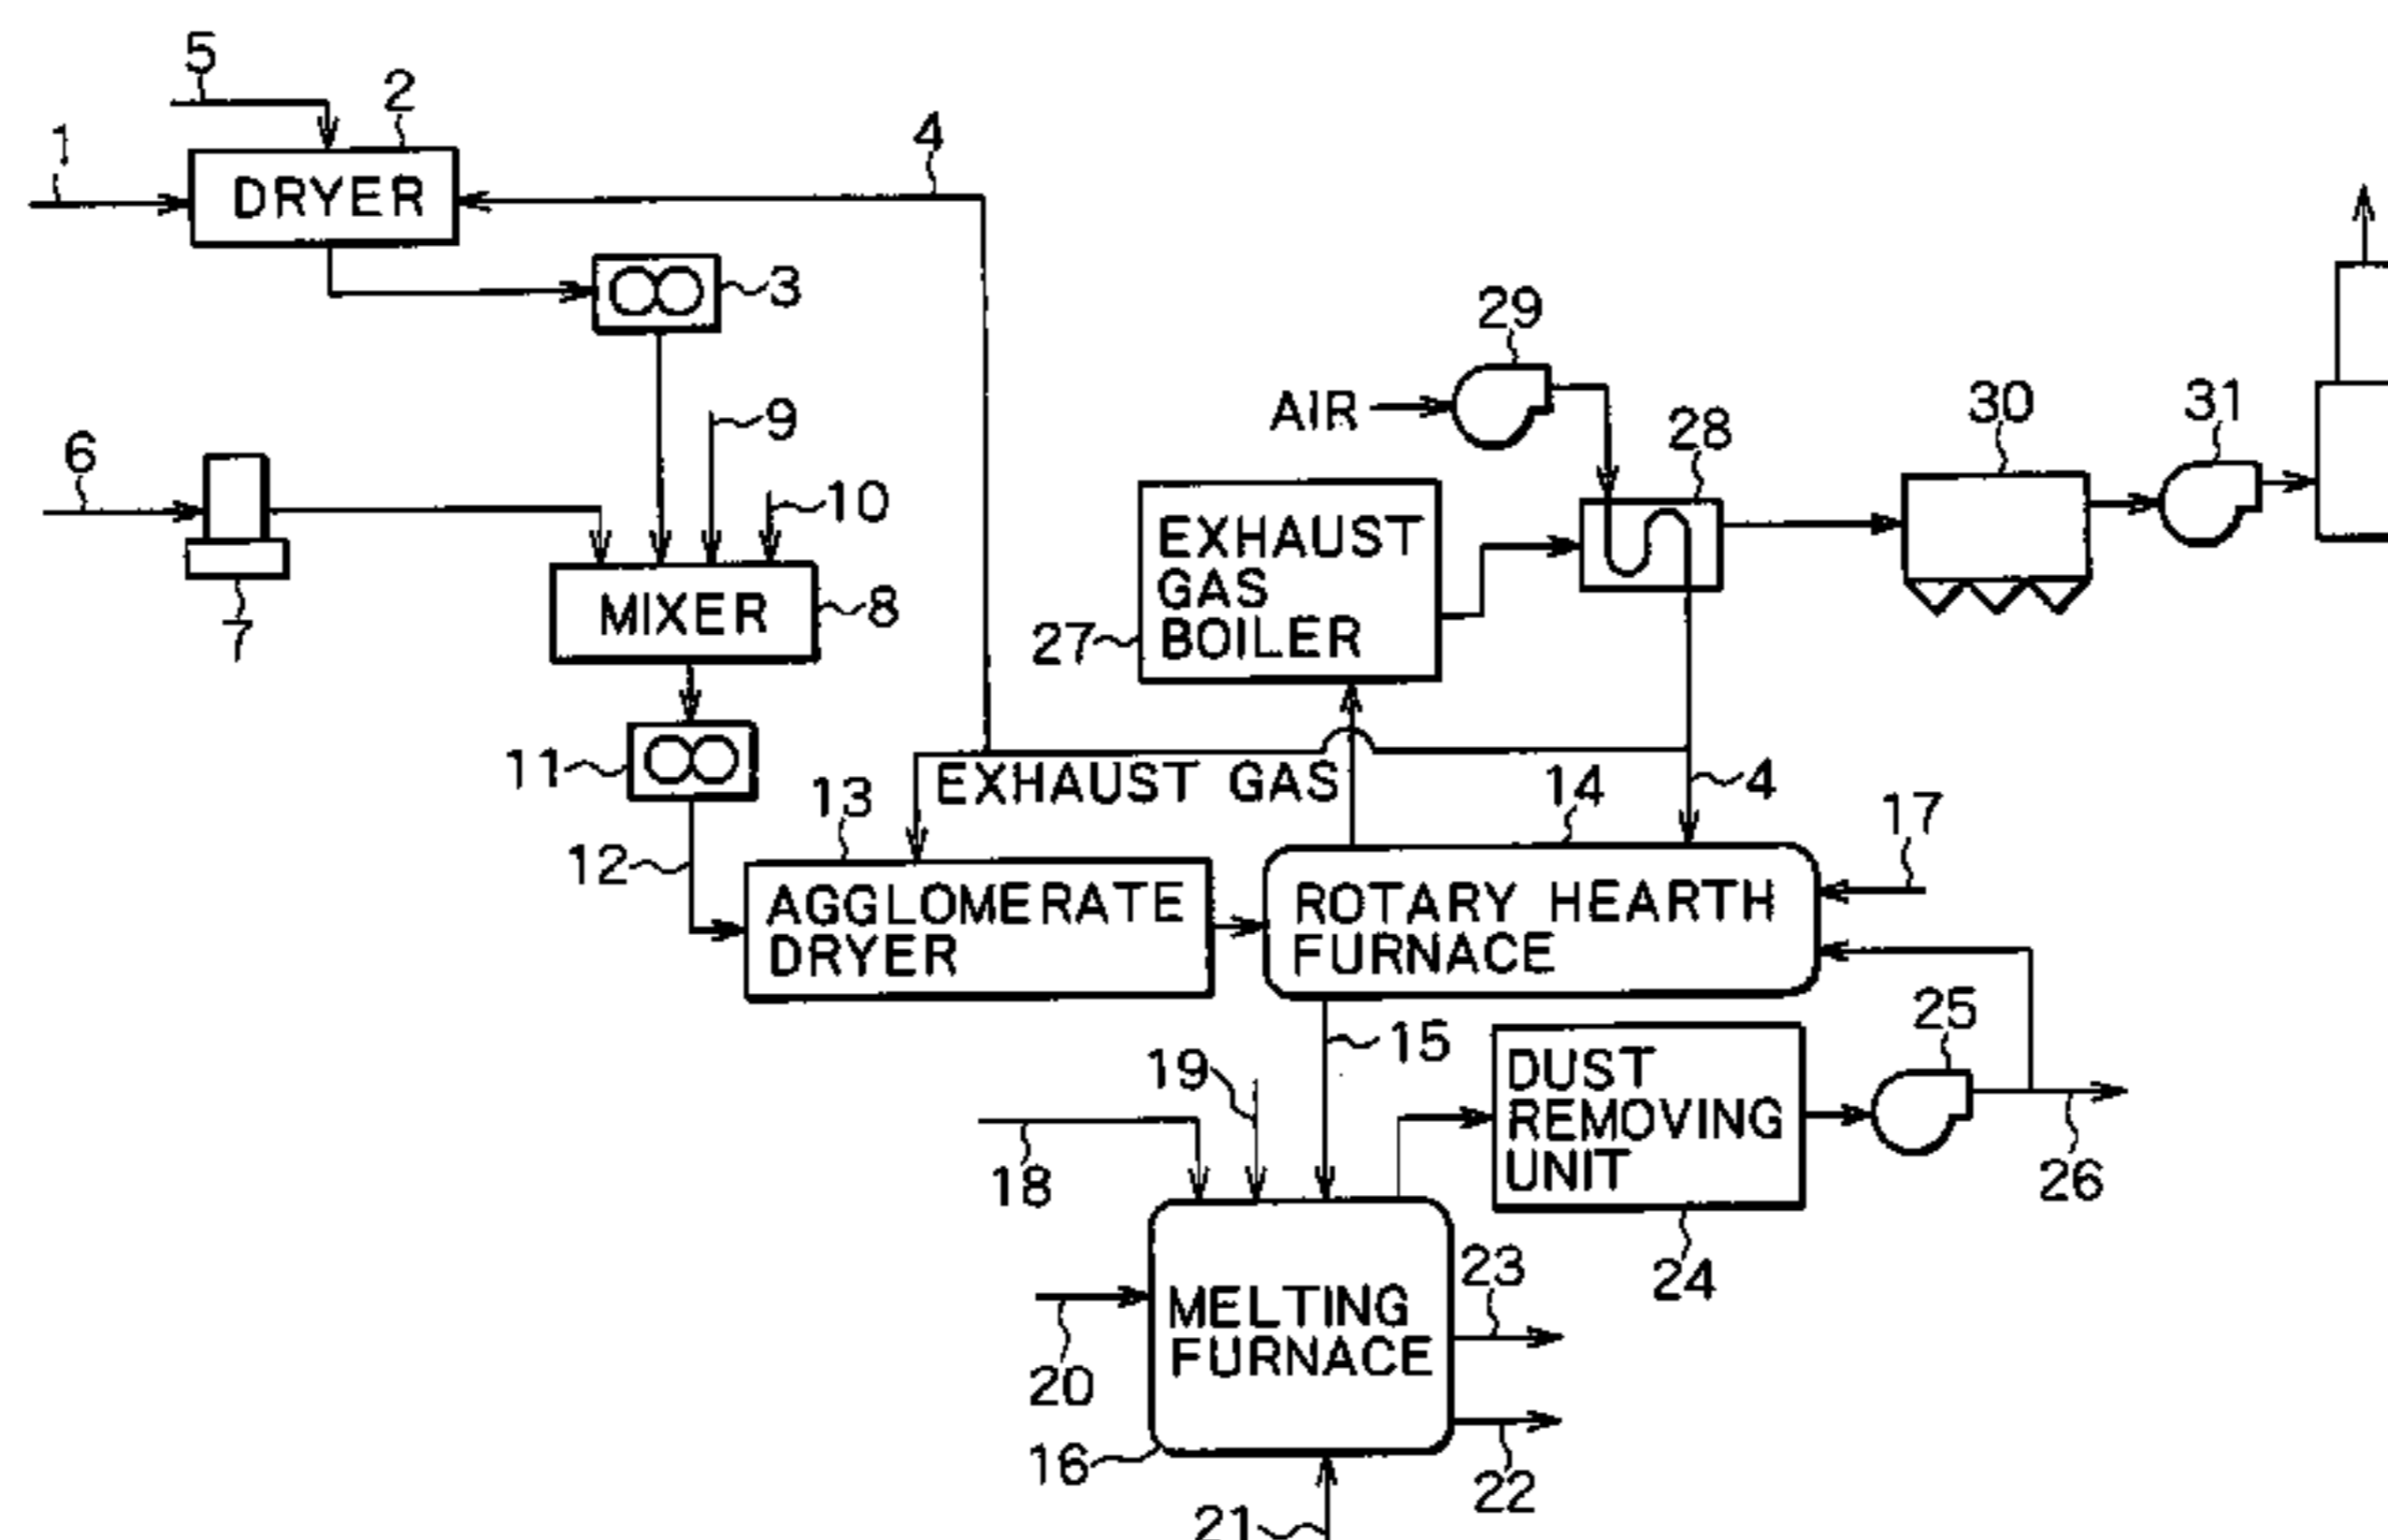 5
2
1
4
DRYER
3
29
AIR
28
30
31
9
6
10
EXHAUST
GAS
BOILER
27
MIXER
8
7
11
EXHAUST GAS
13
14
4
17
12
AGGLOMERATE
DRYER
ROTARY HEARTH
FURNACE
25
15
19
DUST
REMOVING
UNIT
18
26
23
24
MELTING
FURNACE
20
16
22
21